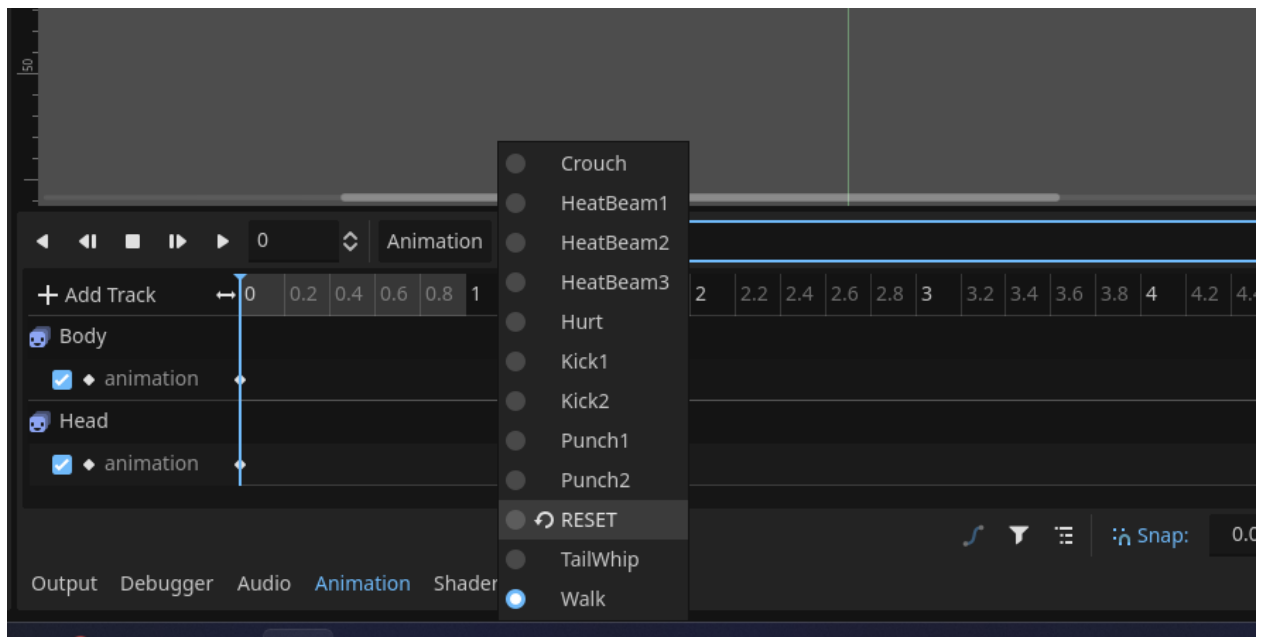 50
Crouch
HeatBeam1
HeatBeam2
HeatBeam3
Hurt
Kick1
Kick2
Punch1
Punch2
RESET
TailWhip
Walk
0 Animation
Add Track 0 0.2 0.4 0.6 0.8 1 2 2.2 2.4 2.6 2.8 3 3.2 3.4 3.6 3.8 4 4.2
Body
animation
Head
animation
Snap: 0.0
Output Debugger Audio Animation Shader